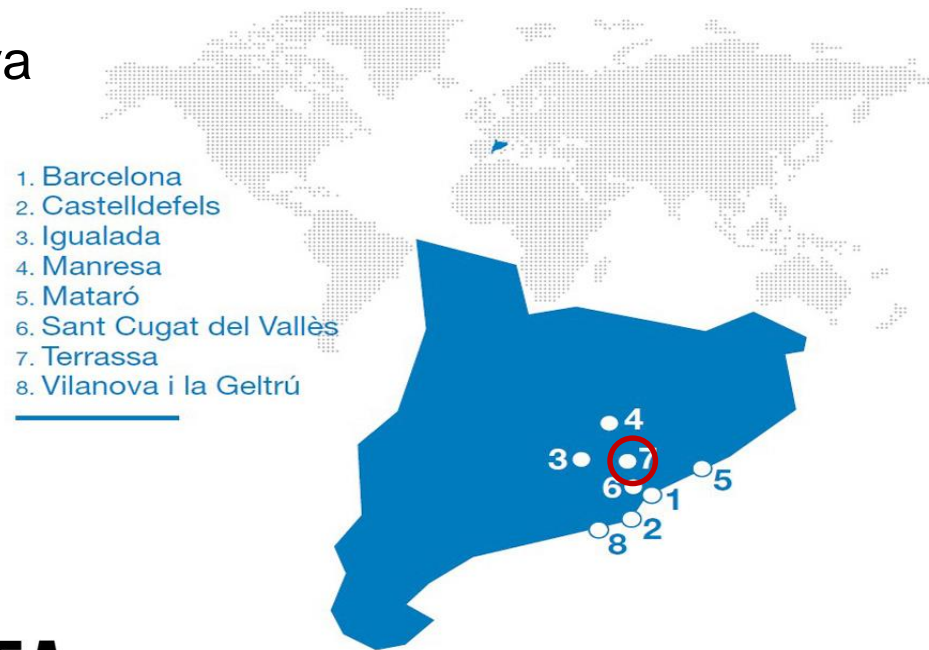 1. Barcelona
2. Castelldefels
3. Igualada
4. Manresa
5. Mataró
6. Sant Cugat del Vallès
7. Terrassa
8. Vilanova i la Geltrú
4
3
7
5
6
1
2
8